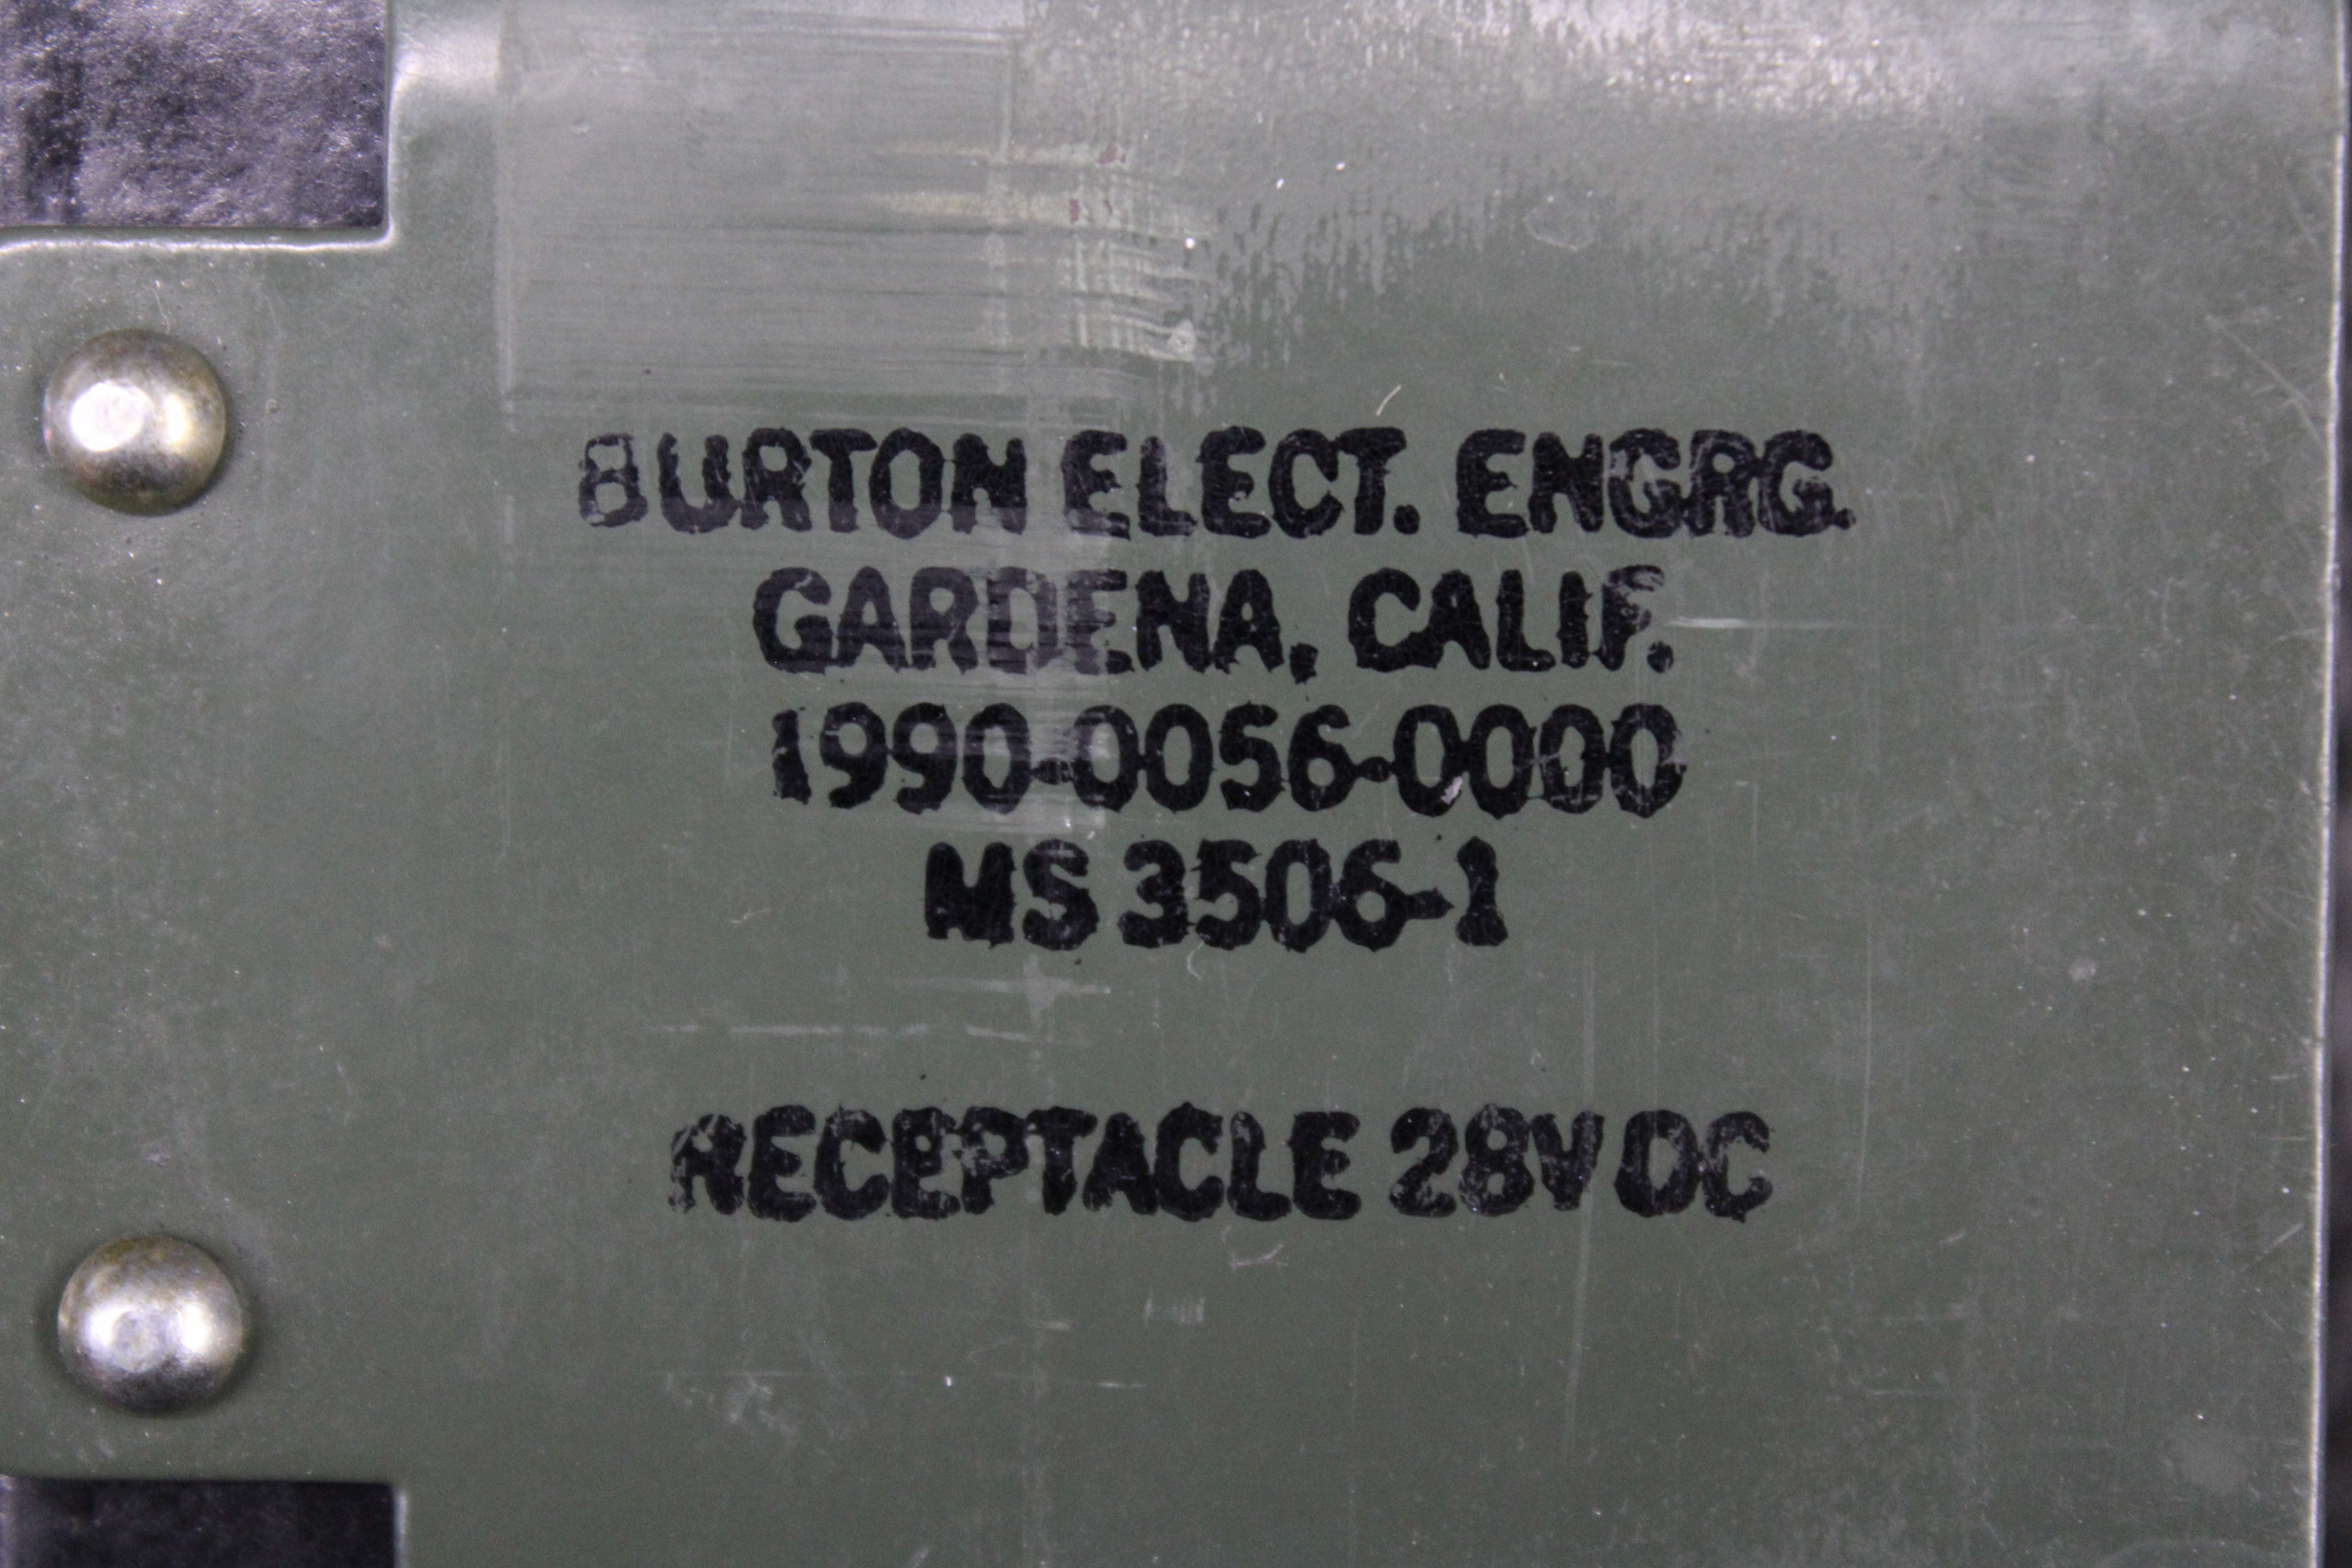 BURTON ELECT. ENGRG.
GARDENA, CALIF.
1990-0056-0000
MS 3506-1
RECEPTACLE 28V DC